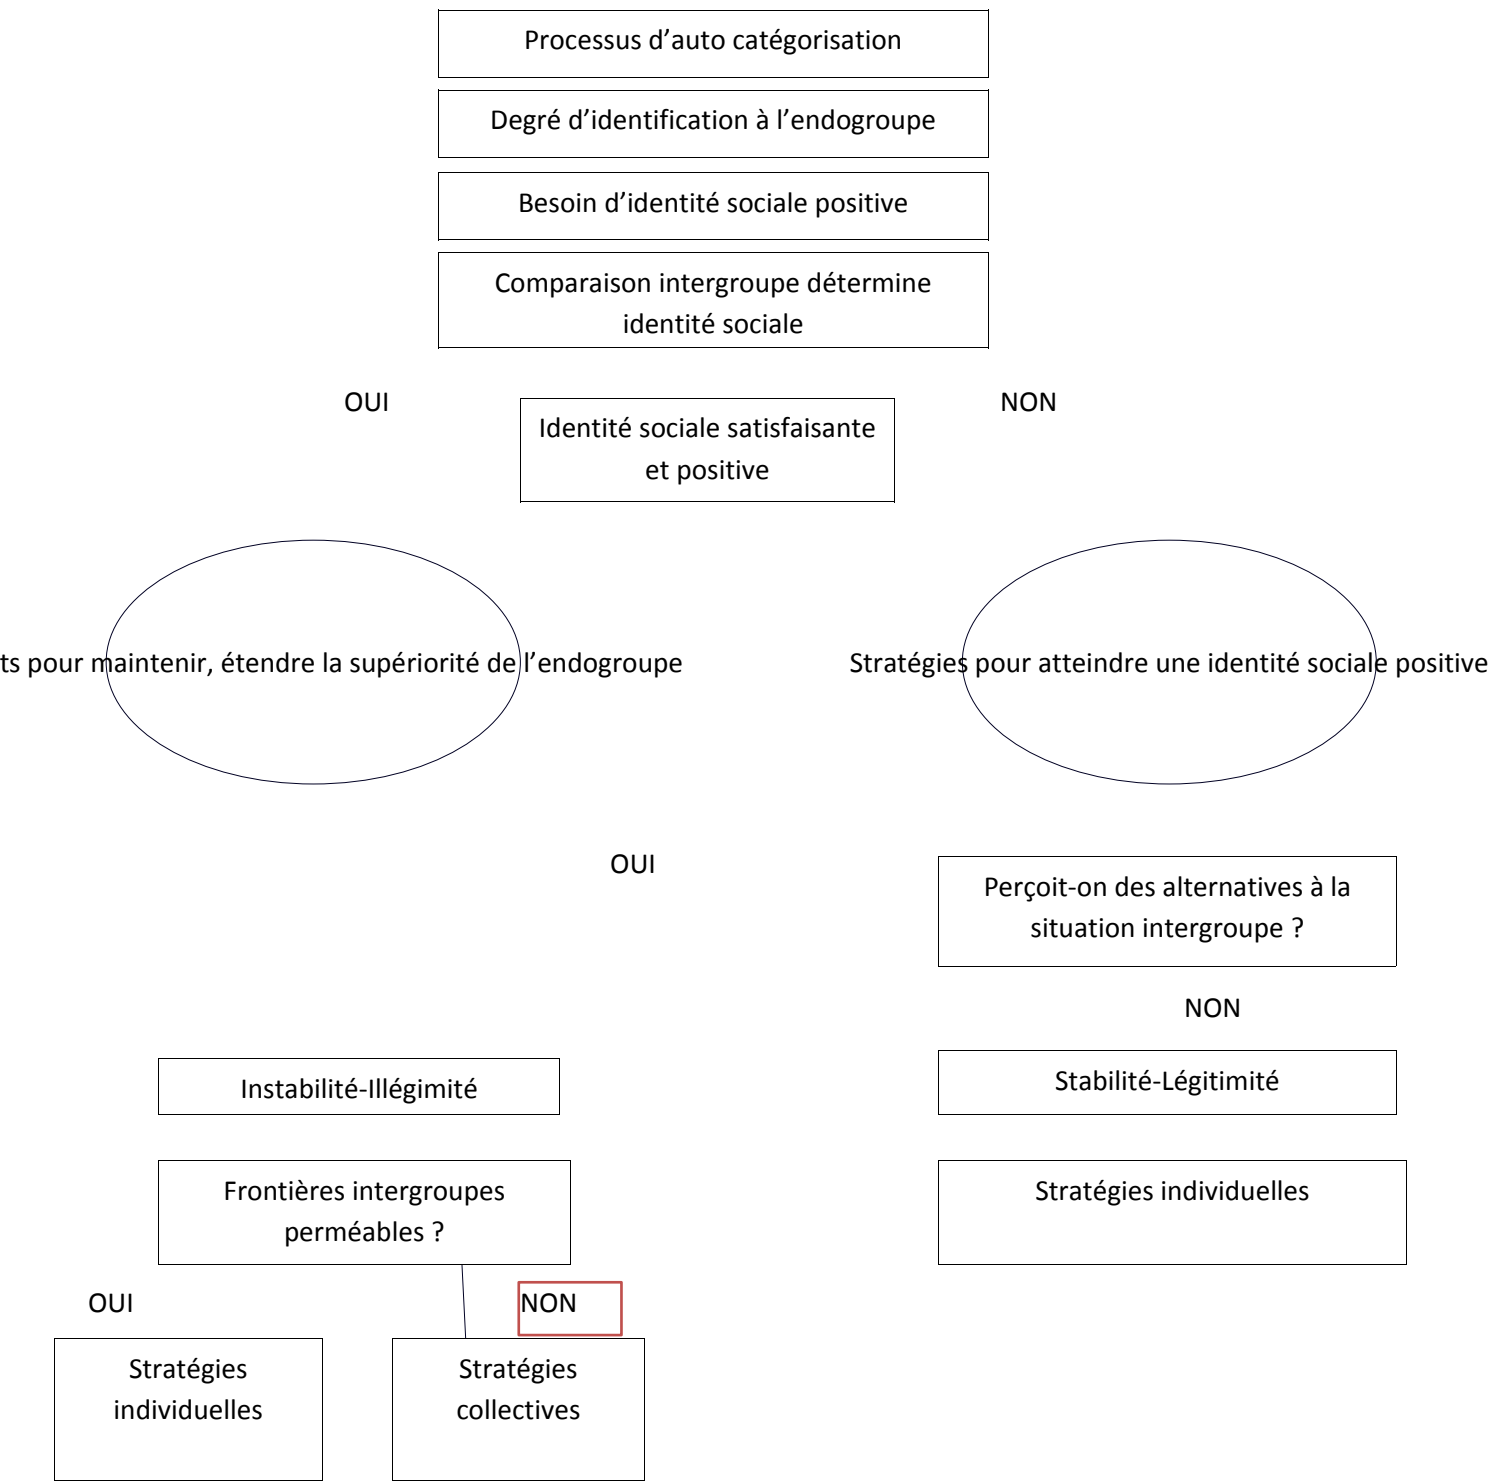 Processus d’auto catégorisation
Degré d’identification à l’endogroupe
Besoin d’identité sociale positive
Comparaison intergroupe détermine
identité sociale
OUI
NON
Identité sociale satisfaisante
et positive
ts pour maintenir, étendre la supériorité de l’endogroupe
Stratégies pour atteindre une identité sociale positive
OUI
Perçoit-on des alternatives à la
situation intergroupe ?
NON
Instabilité-Illégimité
Stabilité-Légitimité
Frontières intergroupes
perméables ?
Stratégies individuelles
OUI
NON
Stratégies
individuelles
Stratégies
collectives